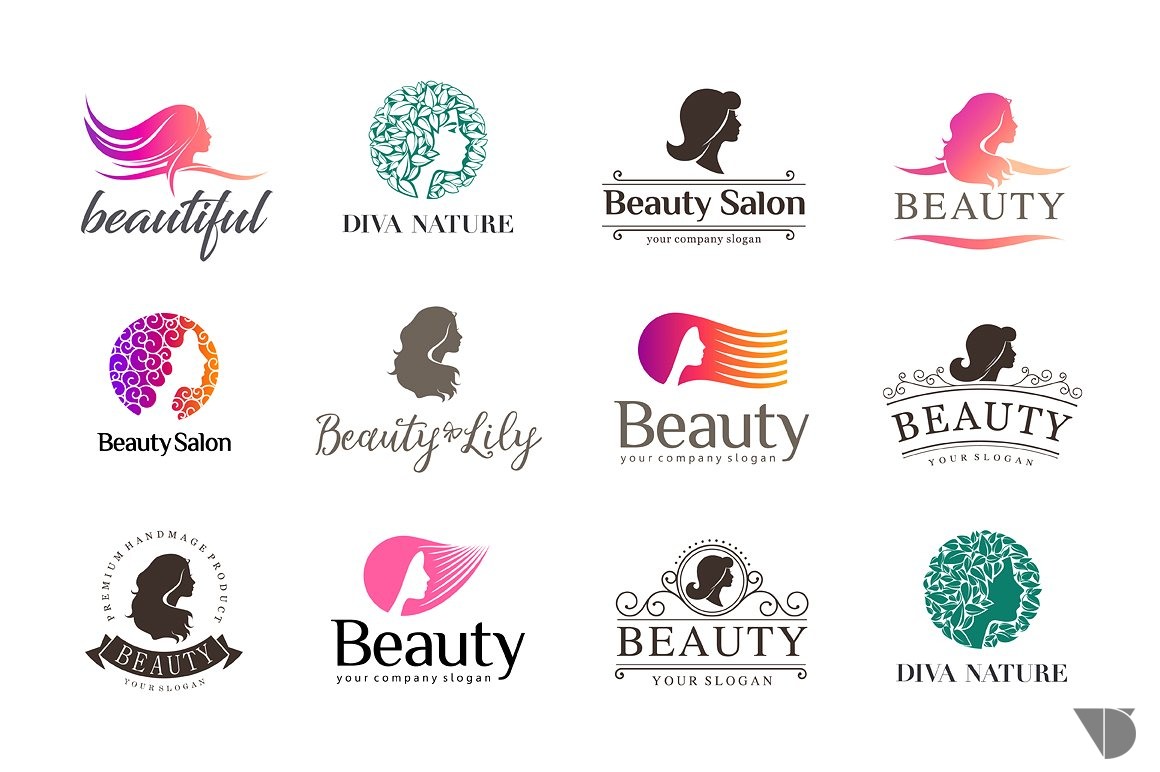 beautiful
DIVA NATURE
Beauty Salon
your company slogan
BEAUTY
Beauty Salon
Beauty Lily
Beauty
your company slogan
BEAUTY
YOUR SLOGAN
PREMIUM HANDMAGE PRODUCT
BEAUTY
YOUR SLOGAN
Beauty
your company slogan
BEAUTY
YOUR SLOGAN
DIVA NATURE